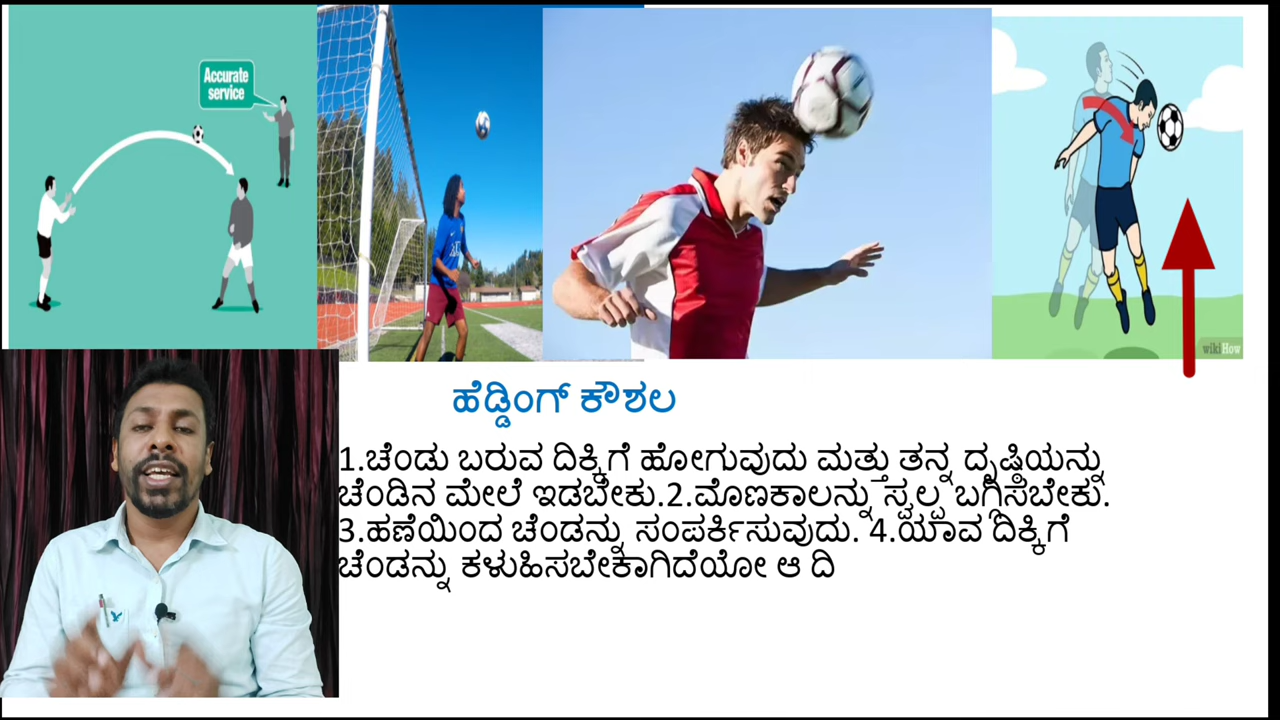 Accurate
service
wikiHow
ಹೆಡ್ಡಿಂಗ್ ಕೌಶಲ
1.ಚೆಂಡು ಬರುವ ದಿಕ್ಕಿಗೆ ಹೋಗುವುದು ಮತ್ತು ತನ್ನ ದೃಷ್ಠಿಯನ್ನು
ಚೆಂಡಿನ ಮೇಲೆ ಇಡಬೇಕು.2.ಮೊಣಕಾಲನ್ನು ಸ್ವಲ್ಪ ಬಗ್ಗಿಸಬೇಕು.
3.ಹಣೆಯಿಂದ ಚೆಂಡನ್ನು ಸಂಪರ್ಕಿಸುವುದು. 4.ಯಾವ ದಿಕ್ಕಿಗೆ
ಚೆಂಡನ್ನು ಕಳುಹಿಸಬೇಕಾಗಿದೆಯೋ ಆ ದಿ